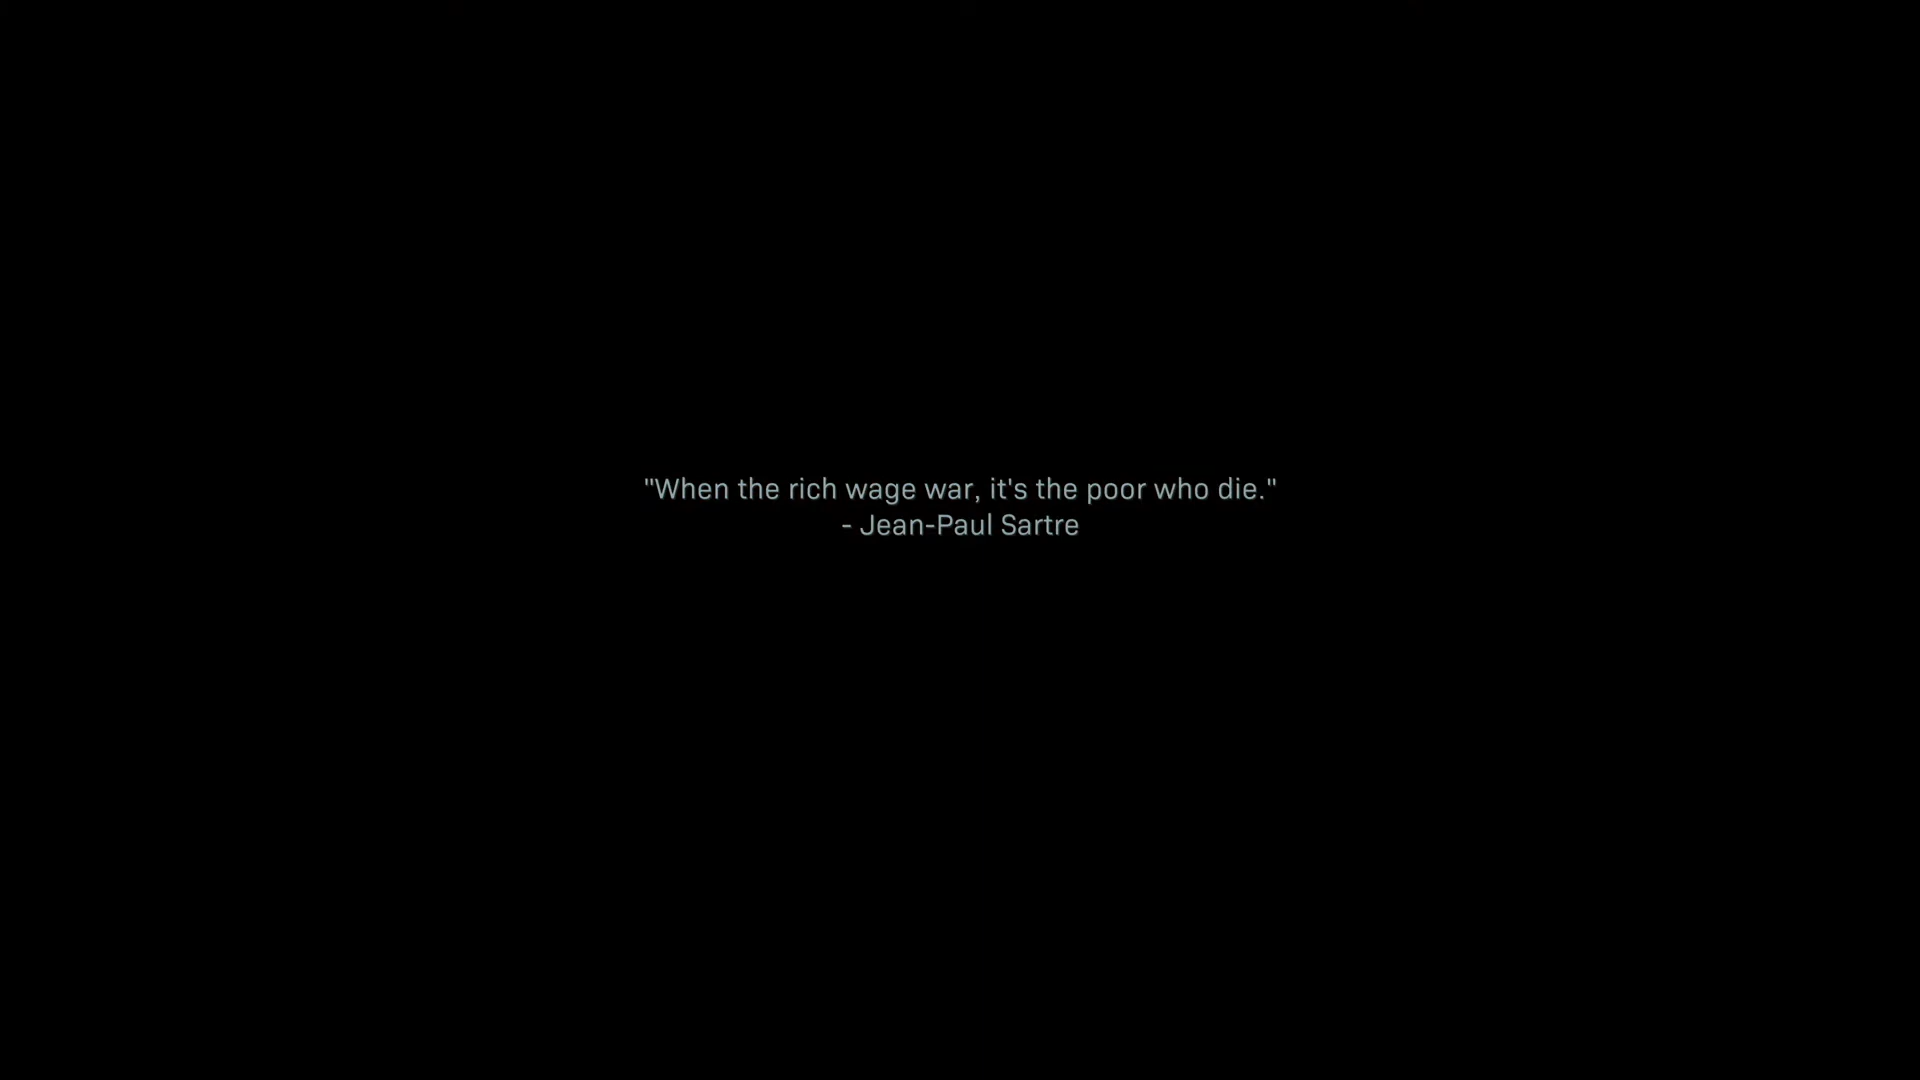 "When the rich wage war, it's the poor who die."
- Jean-Paul Sartre